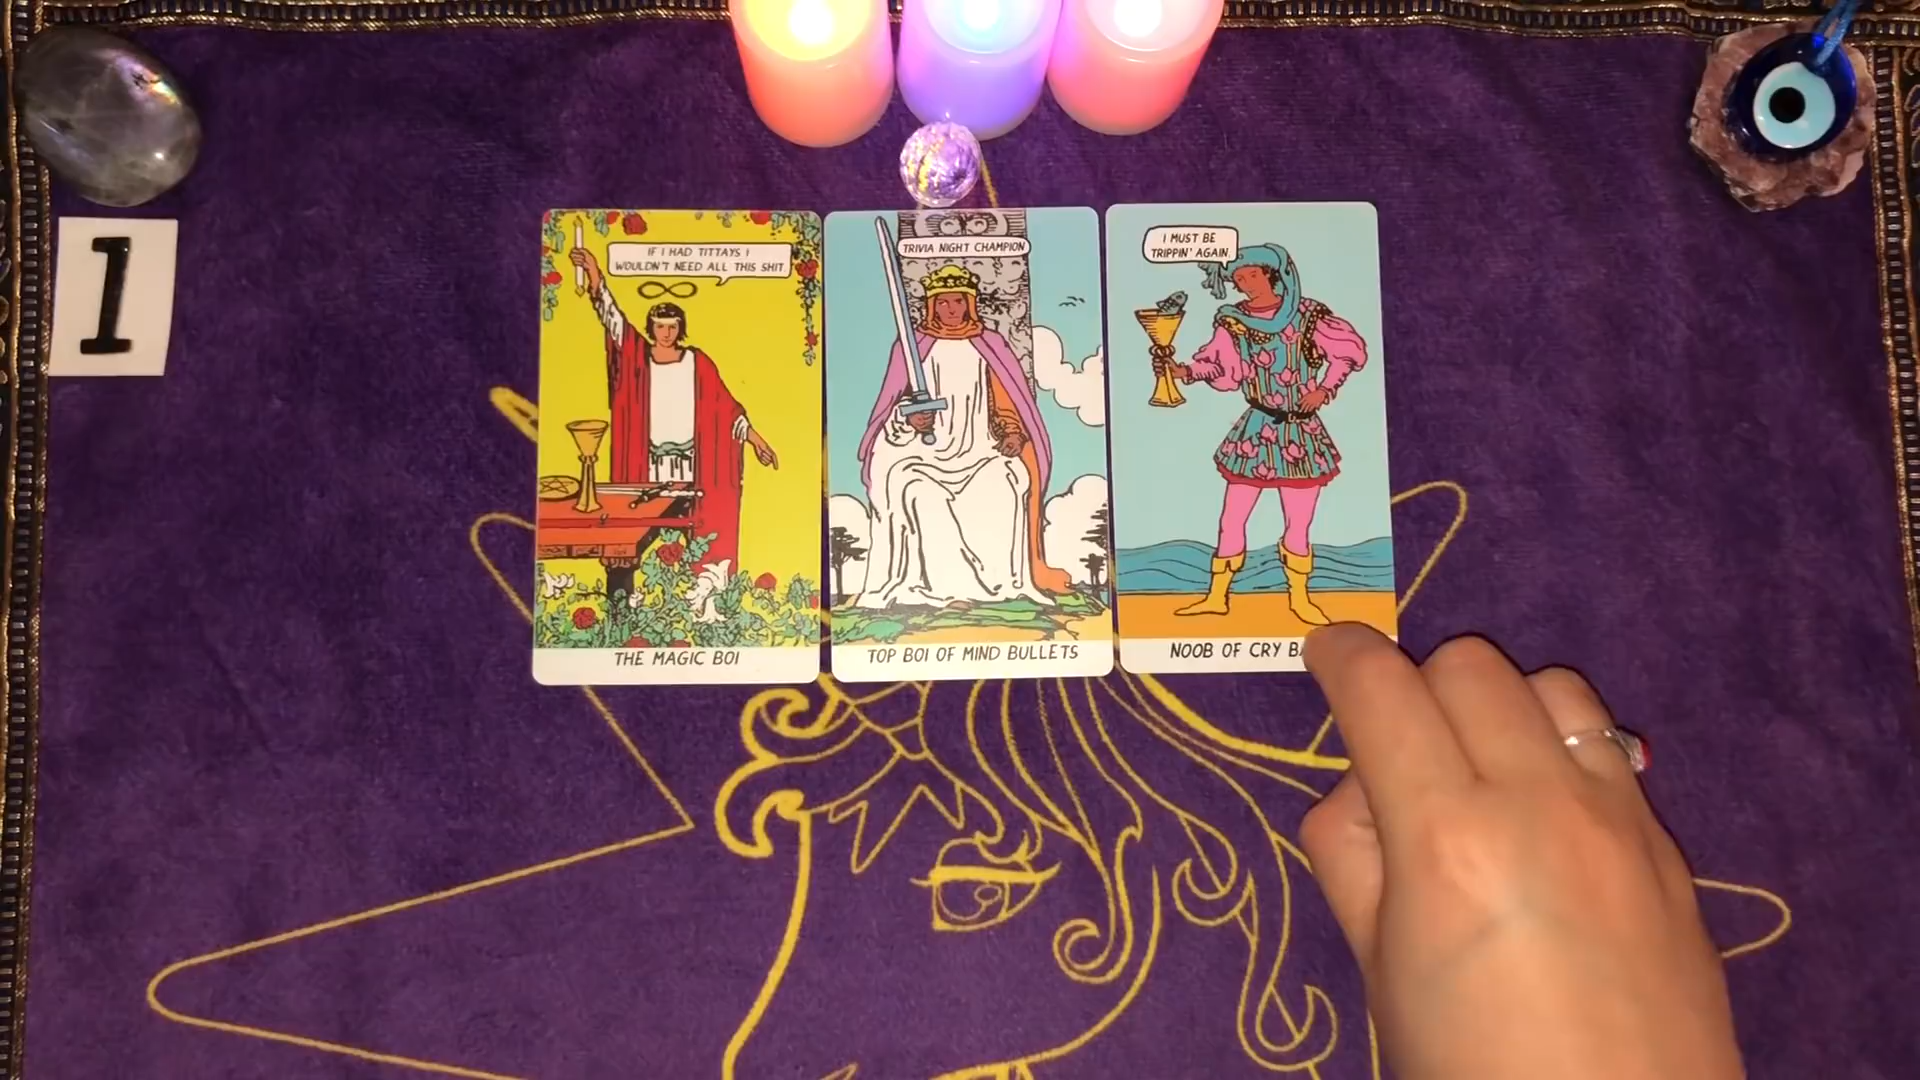 1
IF I HAD TITTAYS I
WOULDN'T NEED ALL THIS SHIT.
THE MAGIC BOI
TRIVIA NIGHT CHAMPION
TOP BOI OF MIND BULLETS
I MUST BE
TRIPPIN' AGAIN.
NOOB OF CRY